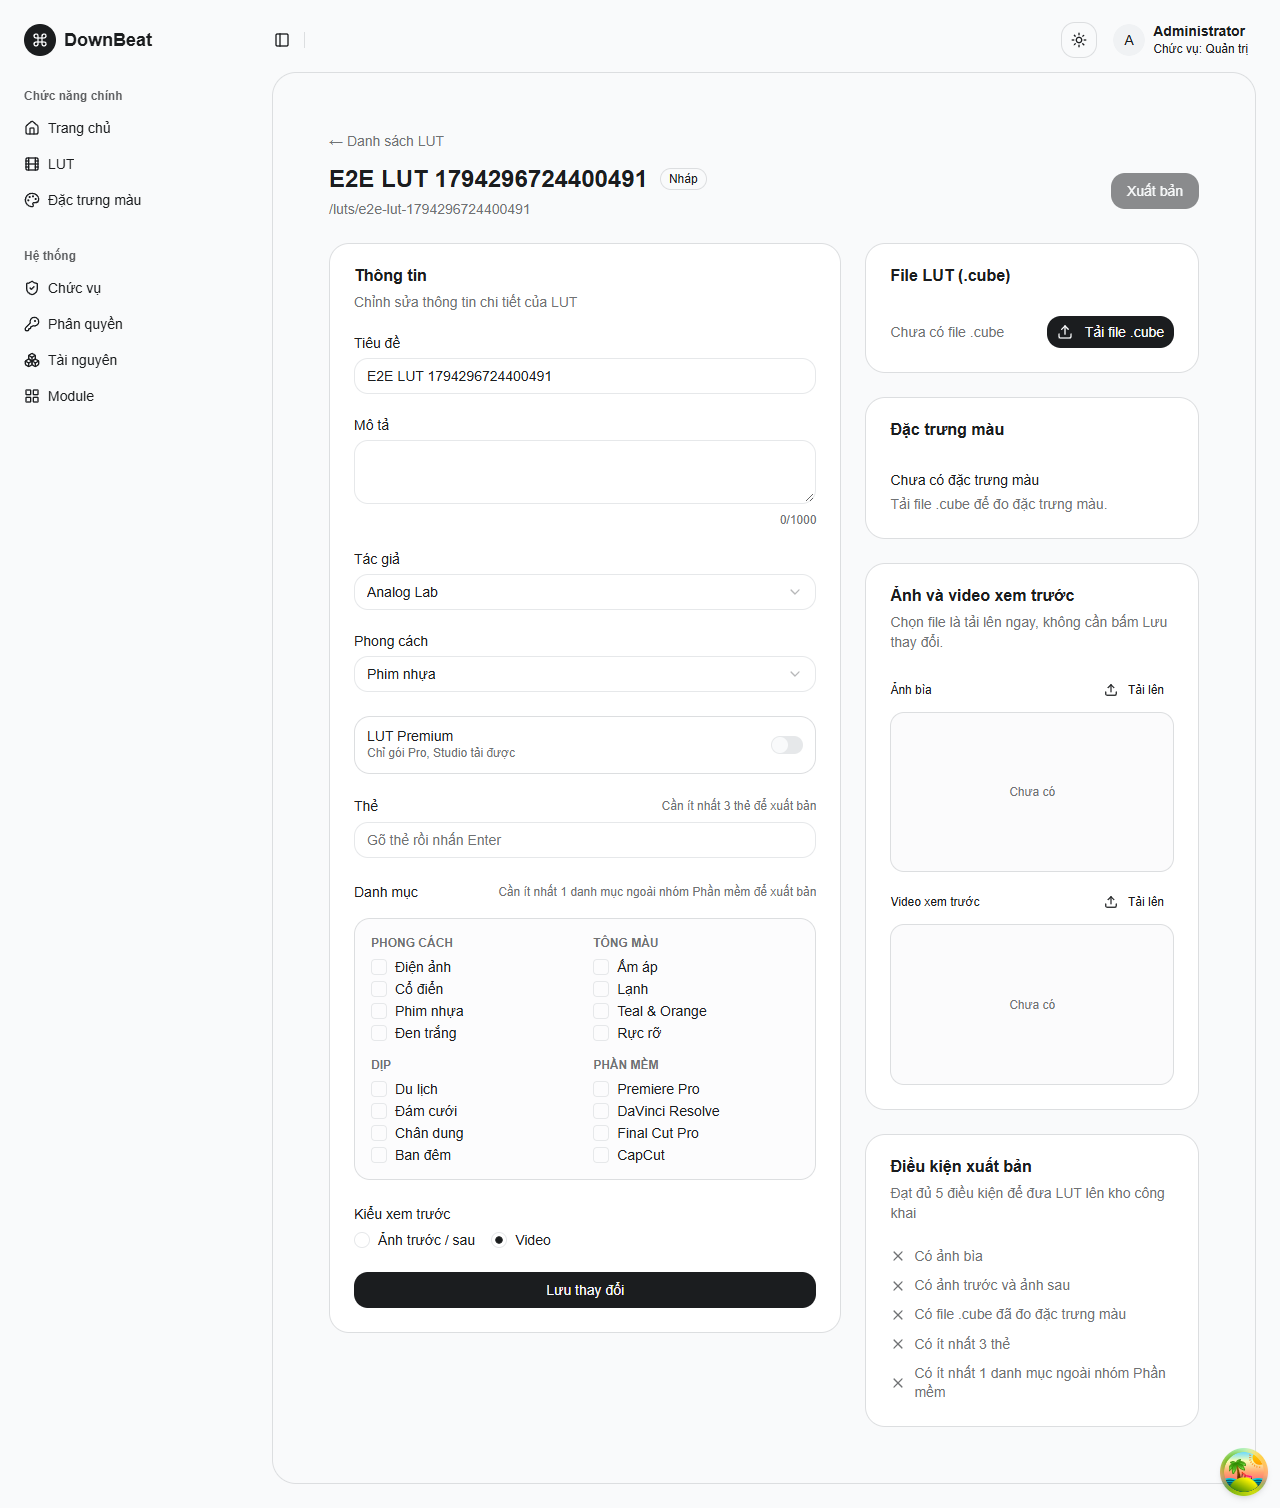 DownBeat
Administrator
A
Chức vụ: Quản trị
Chức năng chính
Trang chủ
LUT
Đặc trưng màu
Hệ thống
Chức vụ
Phân quyền
Tài nguyên
Module
← Danh sách LUT
E2E LUT 1794296724400491
Nháp
/luts/e2e-lut-1794296724400491
Xuất bản
Thông tin
Chỉnh sửa thông tin chi tiết của LUT
Tiêu đề
E2E LUT 1794296724400491
Mô tả
0/1000
Tác giả
Analog Lab
Phong cách
Phim nhựa
LUT Premium
Chỉ gói Pro, Studio tải được
Thẻ
Cần ít nhất 3 thẻ để xuất bản
Gõ thẻ rồi nhấn Enter
Danh mục
Cần ít nhất 1 danh mục ngoài nhóm Phần mềm để xuất bản
PHONG CÁCH
Điện ảnh
Cổ điển
Phim nhựa
Đen trắng
TÔNG MÀU
Ấm áp
Lạnh
Teal & Orange
Rực rỡ
DỊP
Du lịch
Đám cưới
Chân dung
Ban đêm
PHẦN MỀM
Premiere Pro
DaVinci Resolve
Final Cut Pro
CapCut
Kiểu xem trước
Ảnh trước / sau
Video
Lưu thay đổi
File LUT (.cube)
Chưa có file .cube
Tải file .cube
Đặc trưng màu
Chưa có đặc trưng màu
Tải file .cube để đo đặc trưng màu.
Ảnh và video xem trước
Chọn file là tải lên ngay, không cần bấm Lưu
thay đổi.
Ảnh bìa
Tải lên
Chưa có
Video xem trước
Tải lên
Chưa có
Điều kiện xuất bản
Đạt đủ 5 điều kiện để đưa LUT lên kho công
khai
Có ảnh bìa
Có ảnh trước và ảnh sau
Có file .cube đã đo đặc trưng màu
Có ít nhất 3 thẻ
Có ít nhất 1 danh mục ngoài nhóm Phần
mềm